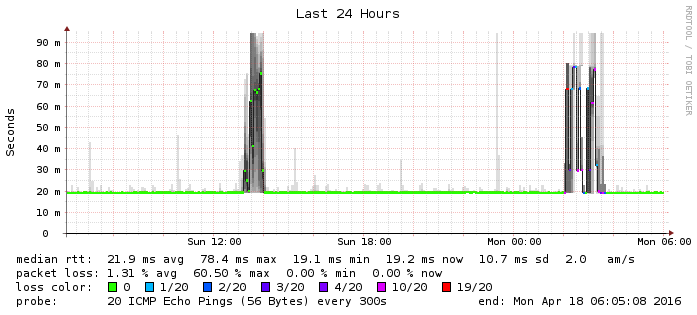 Last 24 Hours
RRDTOOL / TOBI OETIKER
Seconds
90 m
80 m
70 m
60 m
50 m
40 m
30 m
20 m
10 m
0
Sun 12:00 Sun 18:00 Mon 00:00 Mon 06:00
median rtt: 21.9 ms avg 78.4 ms max 19.1 ms min 19.2 ms now 10.7 ms sd 2.0 am/s
packet loss: 1.31 % avg 60.50 % max 0.00 % min 0.00 % now
loss color: 0 1/20 2/20 3/20 4/20 10/20 19/20
probe: 20 ICMP Echo Pings (56 Bytes) every 300s end: Mon Apr 18 06:05:08 2016